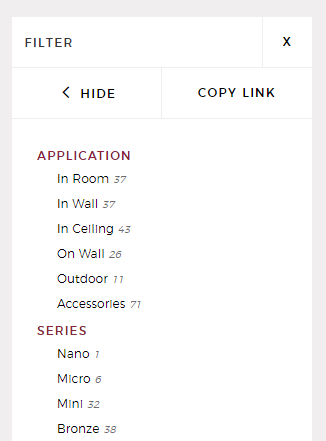 FILTER X
HIDE COPY LINK
APPLICATION
In Room 37
In Wall 37
In Ceiling 43
On Wall 26
Outdoor 11
Accessories 71
SERIES
Nano 1
Micro 6
Mini 32
Bronze 38